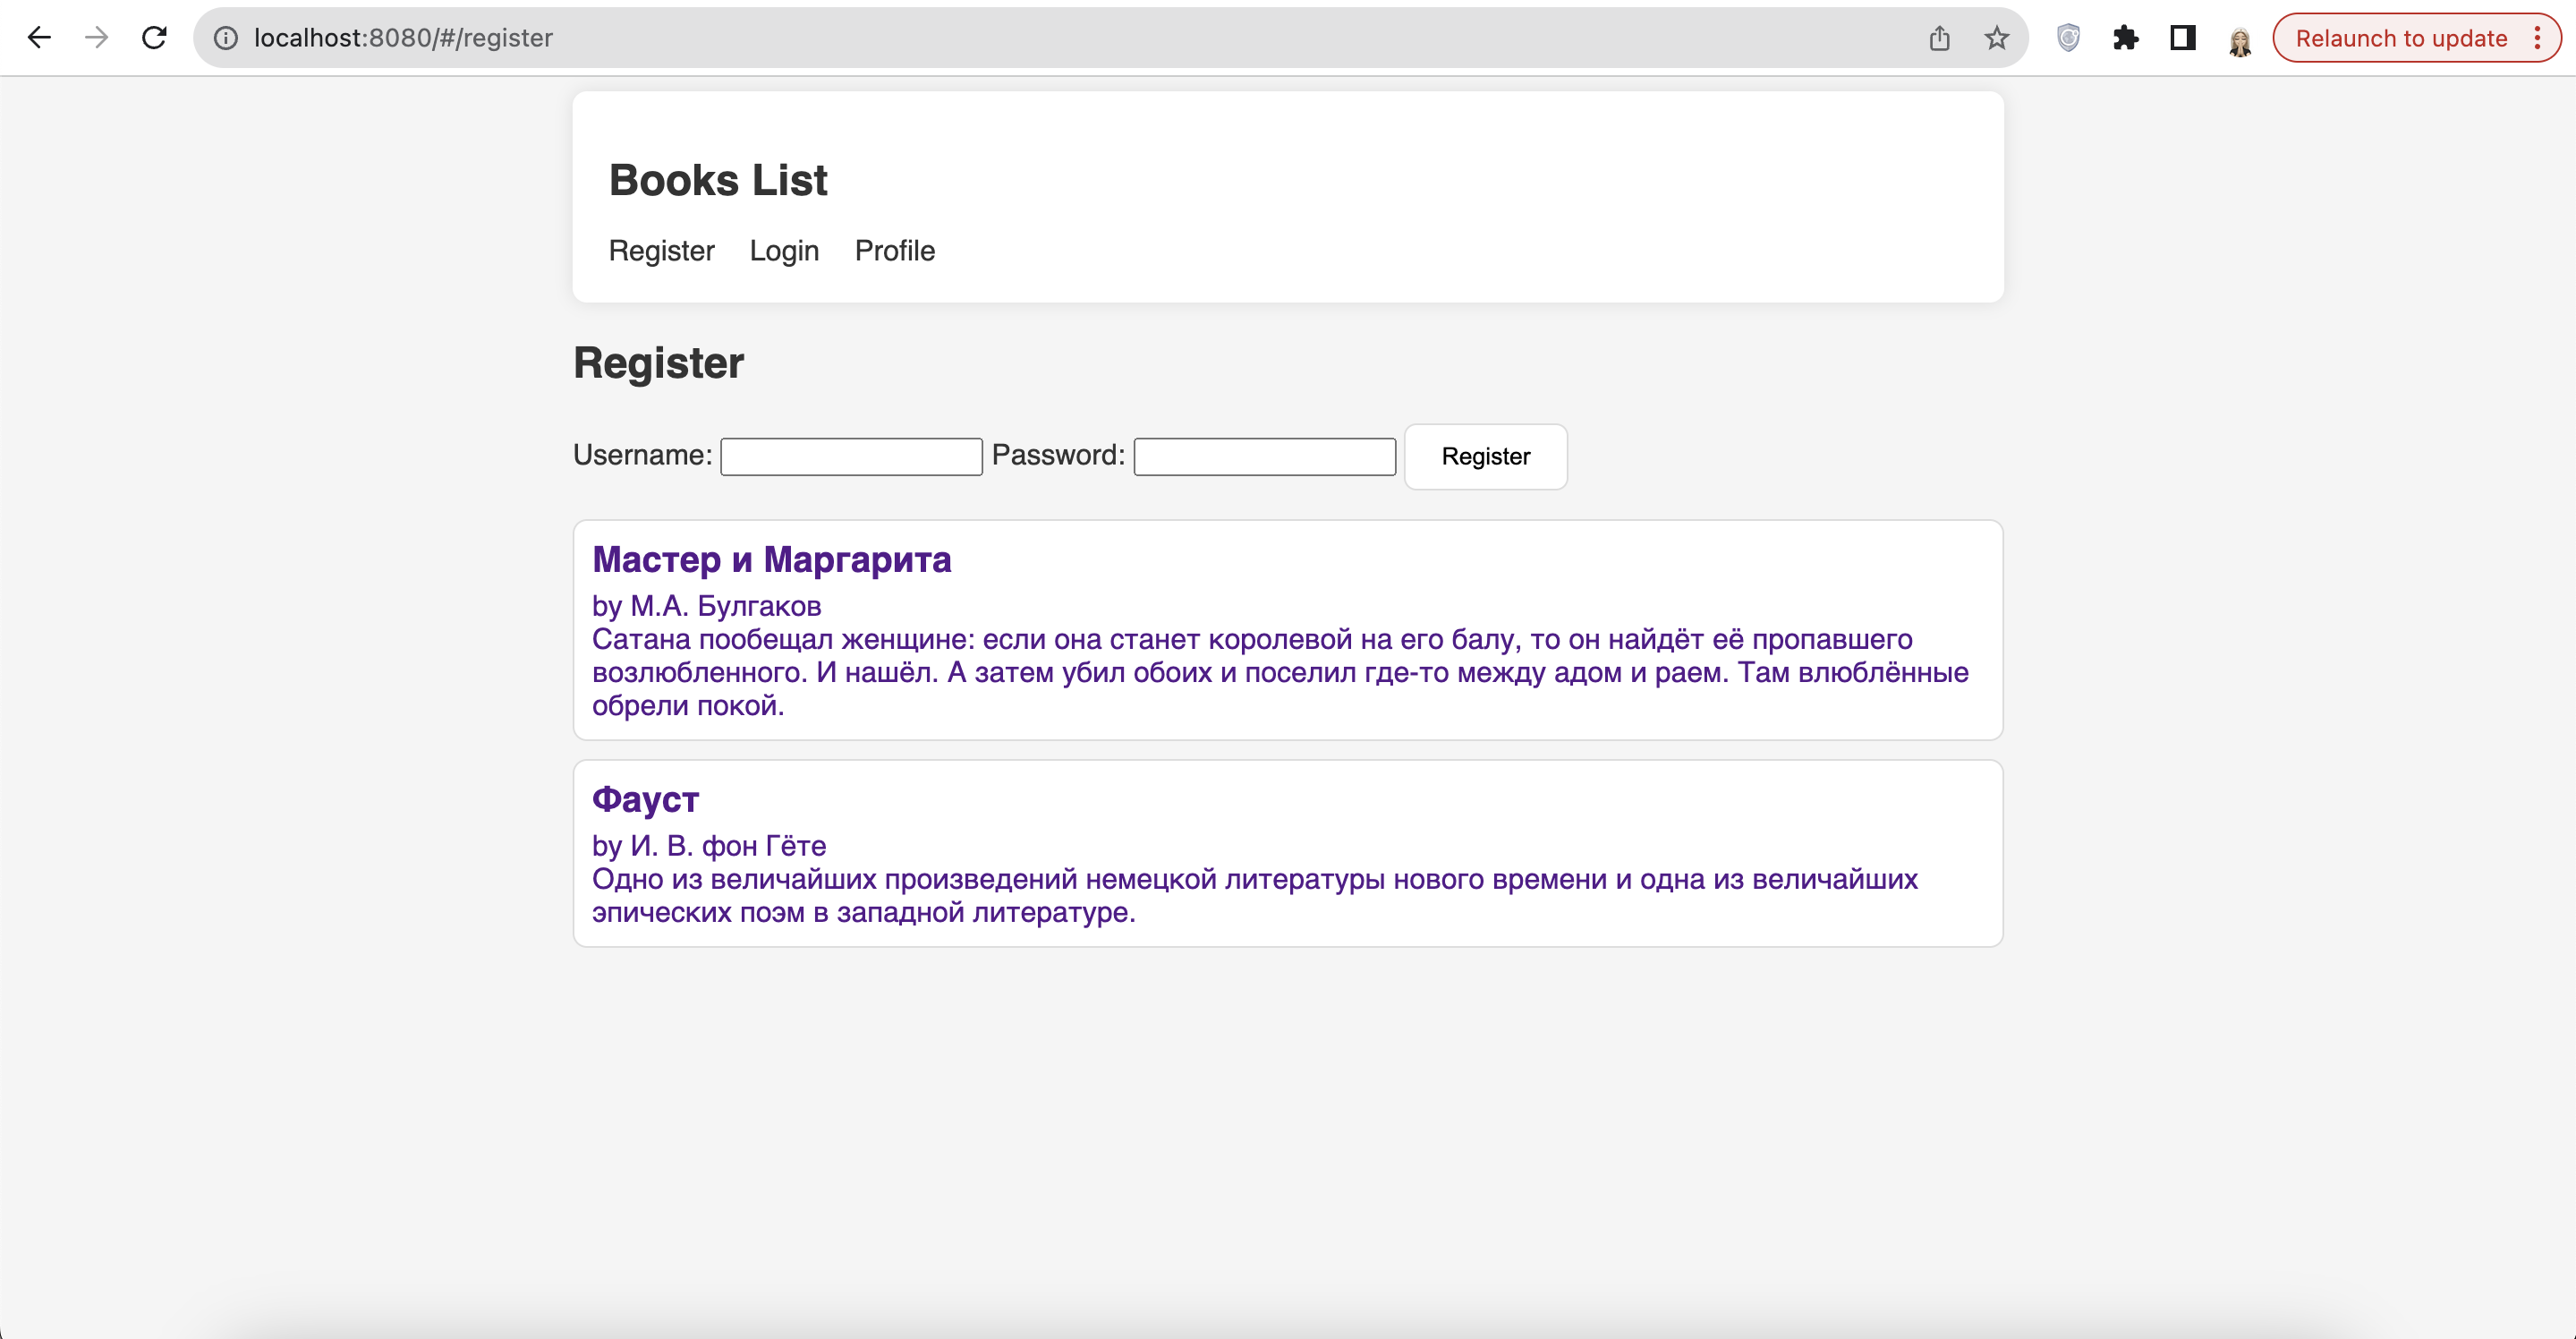 localhost:8080/#/register
Relaunch to update
Books List
Register Login Profile
Register
Username: Password: Register
Мастер и Маргарита
by М.А. Булгаков
Сатана пообещал женщине: если она станет королевой на его балу, то он найдёт её пропавшего
возлюбленного. И нашёл. А затем убил обоих и поселил где-то между адом и раем. Там влюблённые
обрели покой.
Фауст
by И. В. фон Гёте
Одно из величайших произведений немецкой литературы нового времени и одна из величайших
эпических поэм в западной литературе.